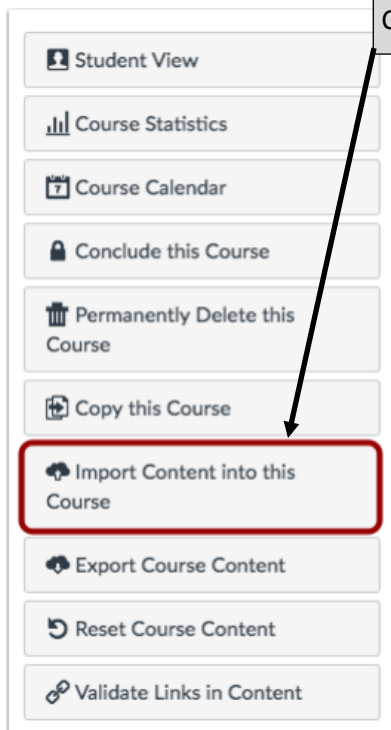 Student View
Course Statistics
7 Course Calendar
Conclude this Course
Permanently Delete this
Course
Copy this Course
Import Content into this
Course
Export Course Content
Reset Course Content
Validate Links in Content